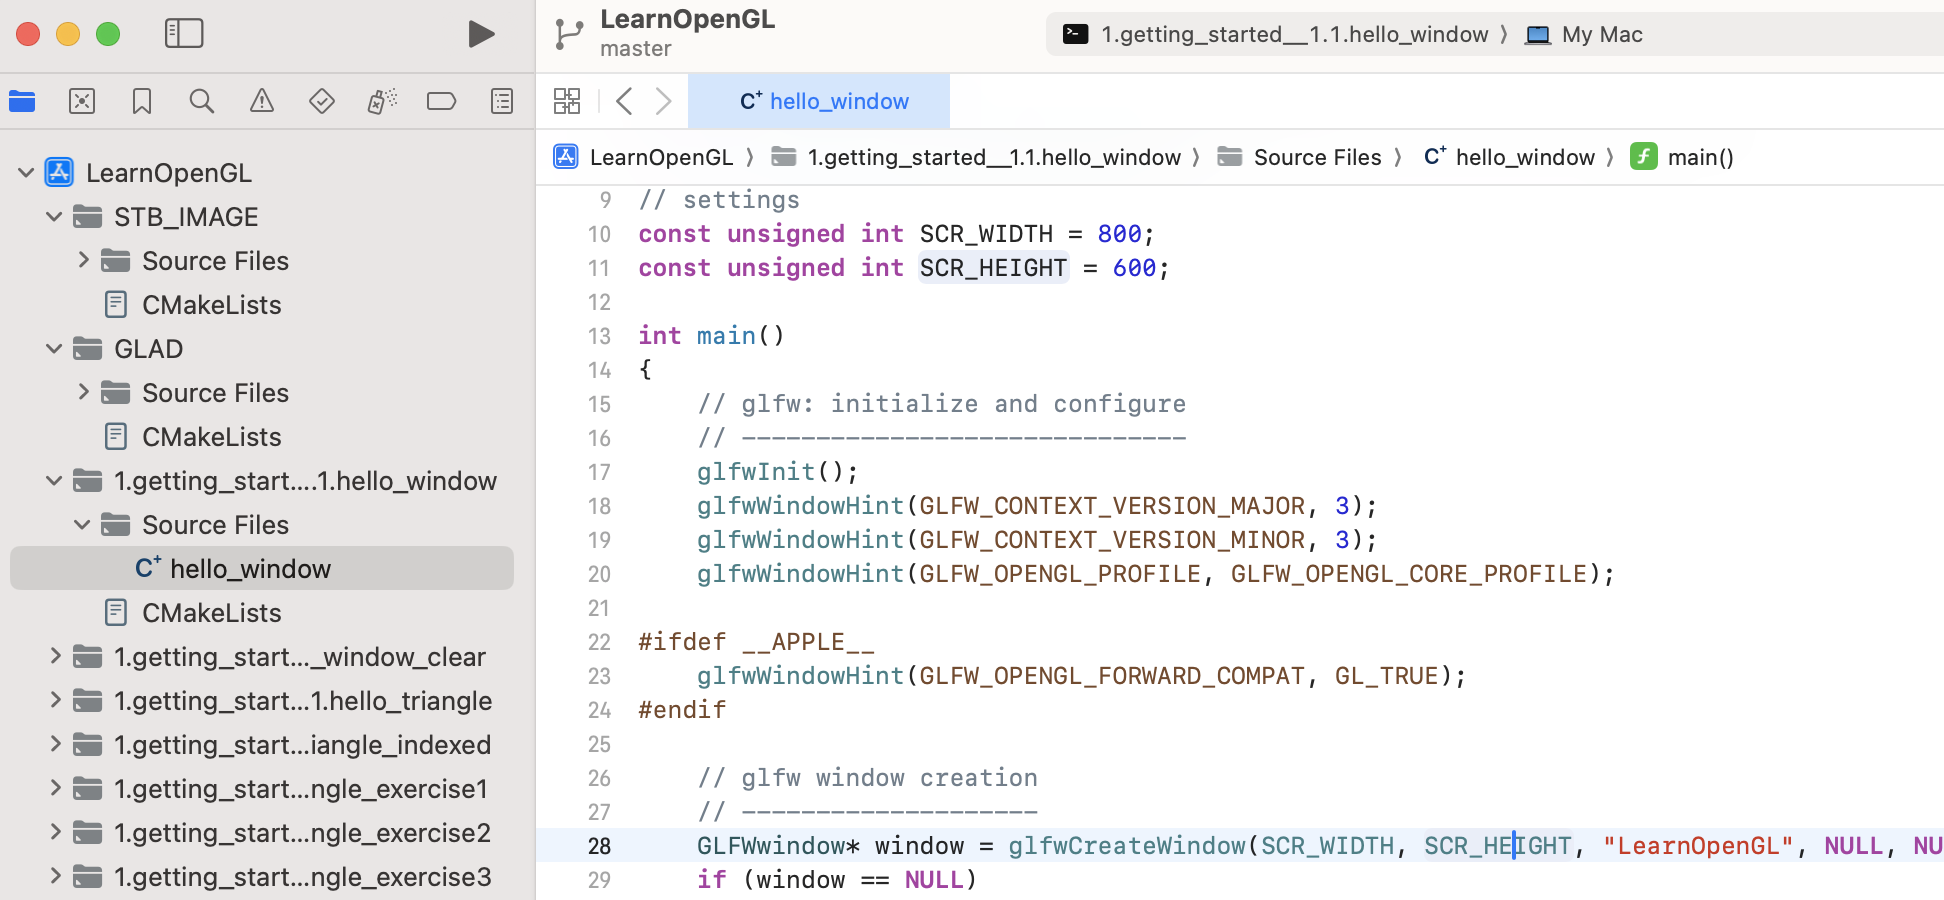 LearnOpenGL
master
1.getting_started__1.1.hello_window 〉 My Mac
C+ hello_window
LearnOpenGL 〉 1.getting_started__1.1.hello_window 〉 Source Files 〉 C+ hello_window 〉 f main()
LearnOpenGL
STB_IMAGE
Source Files
CMakeLists
GLAD
Source Files
CMakeLists
1.getting_start....1.hello_window
Source Files
C+ hello_window
CMakeLists
1.getting_start..._window_clear
1.getting_start...1.hello_triangle
1.getting_start...iangle_indexed
1.getting_start...ngle_exercise1
1.getting_start...ngle_exercise2
1.getting_start...ngle_exercise3
9 // settings
10 const unsigned int SCR_WIDTH = 800;
11 const unsigned int SCR_HEIGHT = 600;
12
13 int main()
14 {
15 // glfw: initialize and configure
16 // ------------------------------
17 glfwInit();
18 glfwWindowHint(GLFW_CONTEXT_VERSION_MAJOR, 3);
19 glfwWindowHint(GLFW_CONTEXT_VERSION_MINOR, 3);
20 glfwWindowHint(GLFW_OPENGL_PROFILE, GLFW_OPENGL_CORE_PROFILE);
21
22 #ifdef __APPLE__
23 glfwWindowHint(GLFW_OPENGL_FORWARD_COMPAT, GL_TRUE);
24 #endif
25
26 // glfw window creation
27 // --------------------
28 GLFWwindow* window = glfwCreateWindow(SCR_WIDTH, SCR_HEIGHT, "LearnOpenGL", NULL, NU
29 if (window == NULL)